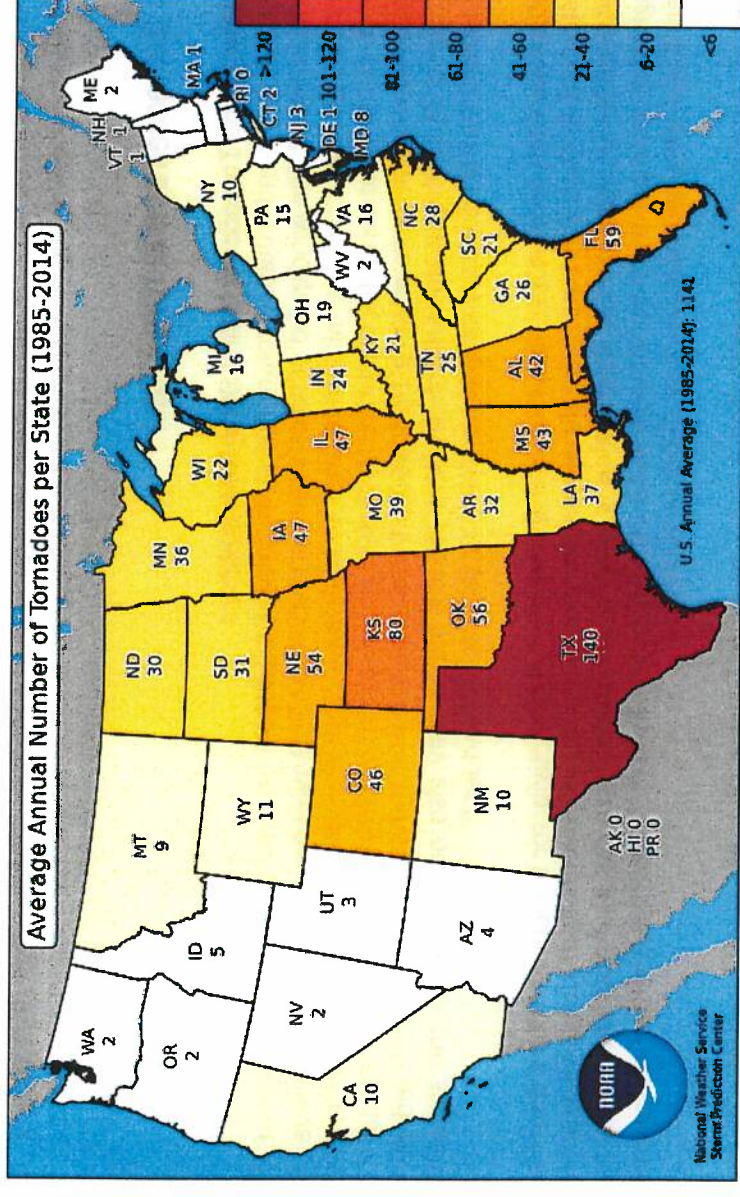 Average Annual Number of Tornadoes per State (1985-2014)
WA
2
OR
2
CA
10
NV
2
ID
5
MT
9
WY
11
UT
3
AZ
4
CO
46
NM
10
ND
30
SD
31
NE
54
KS
80
OK
56
TX
140
MN
36
IA
47
MO
39
AR
32
LA
37
WI
22
IL
47
MI
16
IN
24
OH
19
KY
21
TN
25
MS
43
AL
42
GA
26
FL
59
SC
21
NC
28
VA
16
WV
2
PA
15
NY
10
VT
1
NH
1
ME
2
MA 1
RI 0
CT 2
NJ 3
DE 1
MD 8
>120
101-120
81-100
61-80
41-60
21-40
6-20
<6
AK 0
HI 0
PR 0
U.S. Annual Average (1985-2014): 1141
NOAA
National Weather Service
Storm Prediction Center